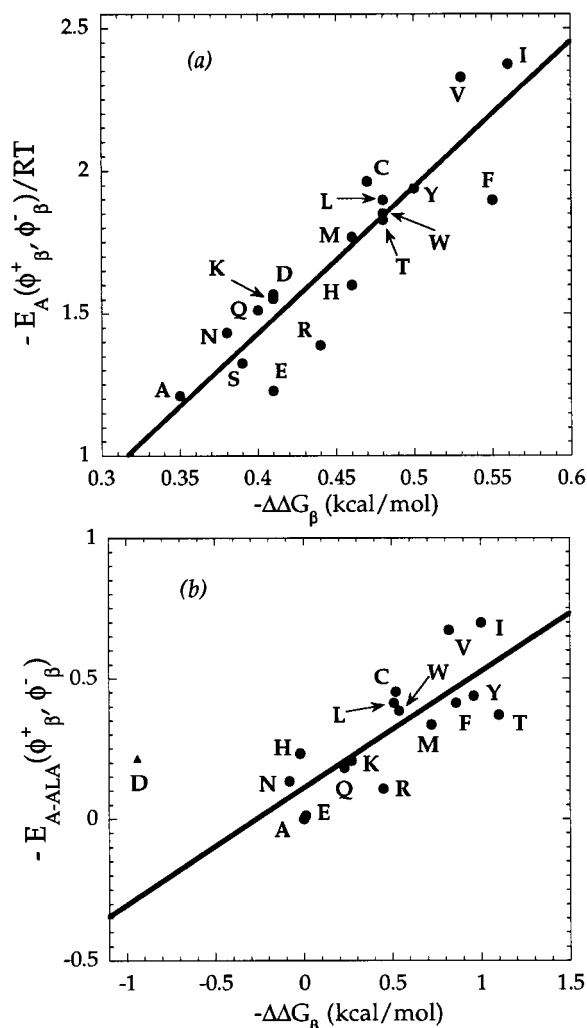 (a)
2.5
2
1.5
1
- E_A(ϕ⁺_β, ϕ⁻_β)/RT
I
V
C
F
L
Y
M
W
T
K
D
H
Q
N
R
S
E
A
0.3 0.35 0.4 0.45 0.5 0.55 0.6
-ΔΔG_β (kcal/mol)
(b)
1
0.5
0
-0.5
- E_A-ALA(ϕ⁺_β, ϕ⁻_β)
I
V
W
C
L
Y
F
T
M
H
D
N
K
Q
R
E
A
-1 -0.5 0 0.5 1 1.5
-ΔΔG_β (kcal/mol)